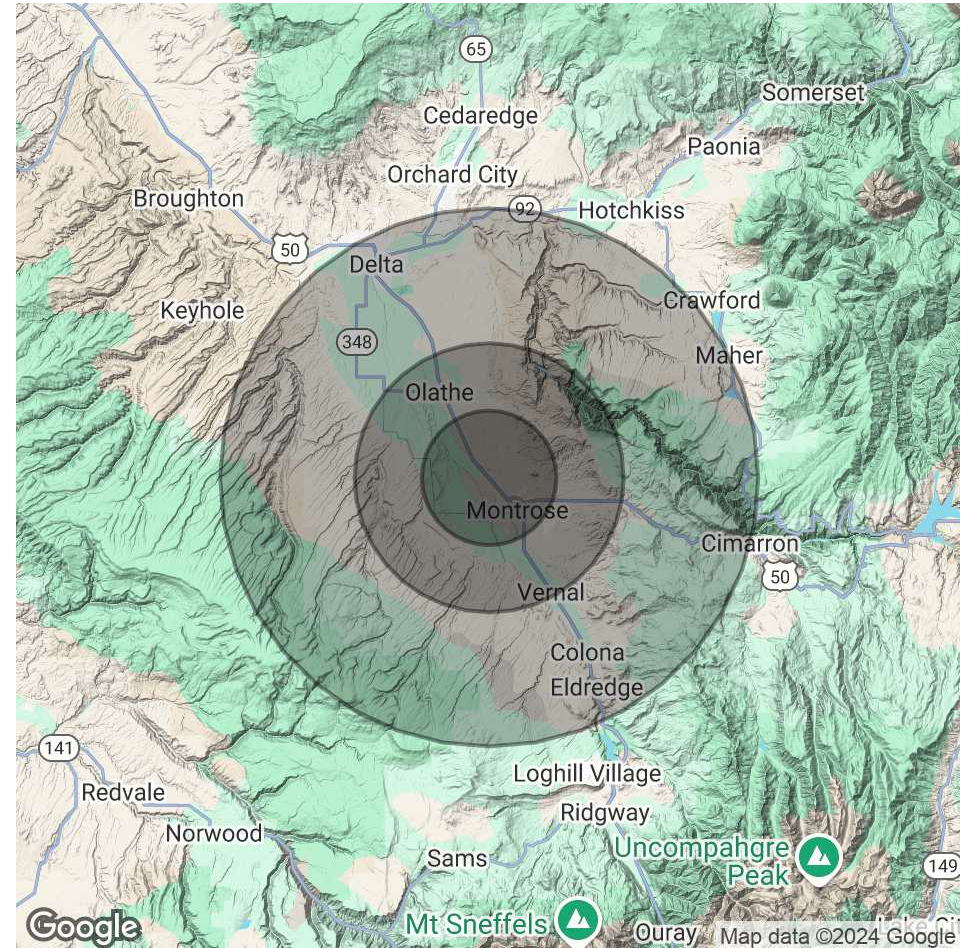 65
Somerset
Cedaredge
Paonia
Orchard City
Broughton
92
Hotchkiss
50
Delta
Crawford
Keyhole
348
Maher
Olathe
Montrose
Cimarron
50
Vernal
Colona
Eldredge
141
Loghill Village
Redvale
Ridgway
Norwood
Uncompahgre
Peak
Sams
149
Mt Sneffels
Ouray
Google
Map data ©2024 Google